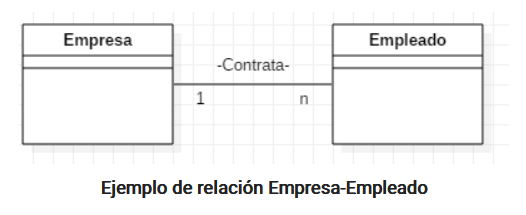 Empresa
Empleado
-Contrata-
1
n
Ejemplo de relación Empresa-Empleado